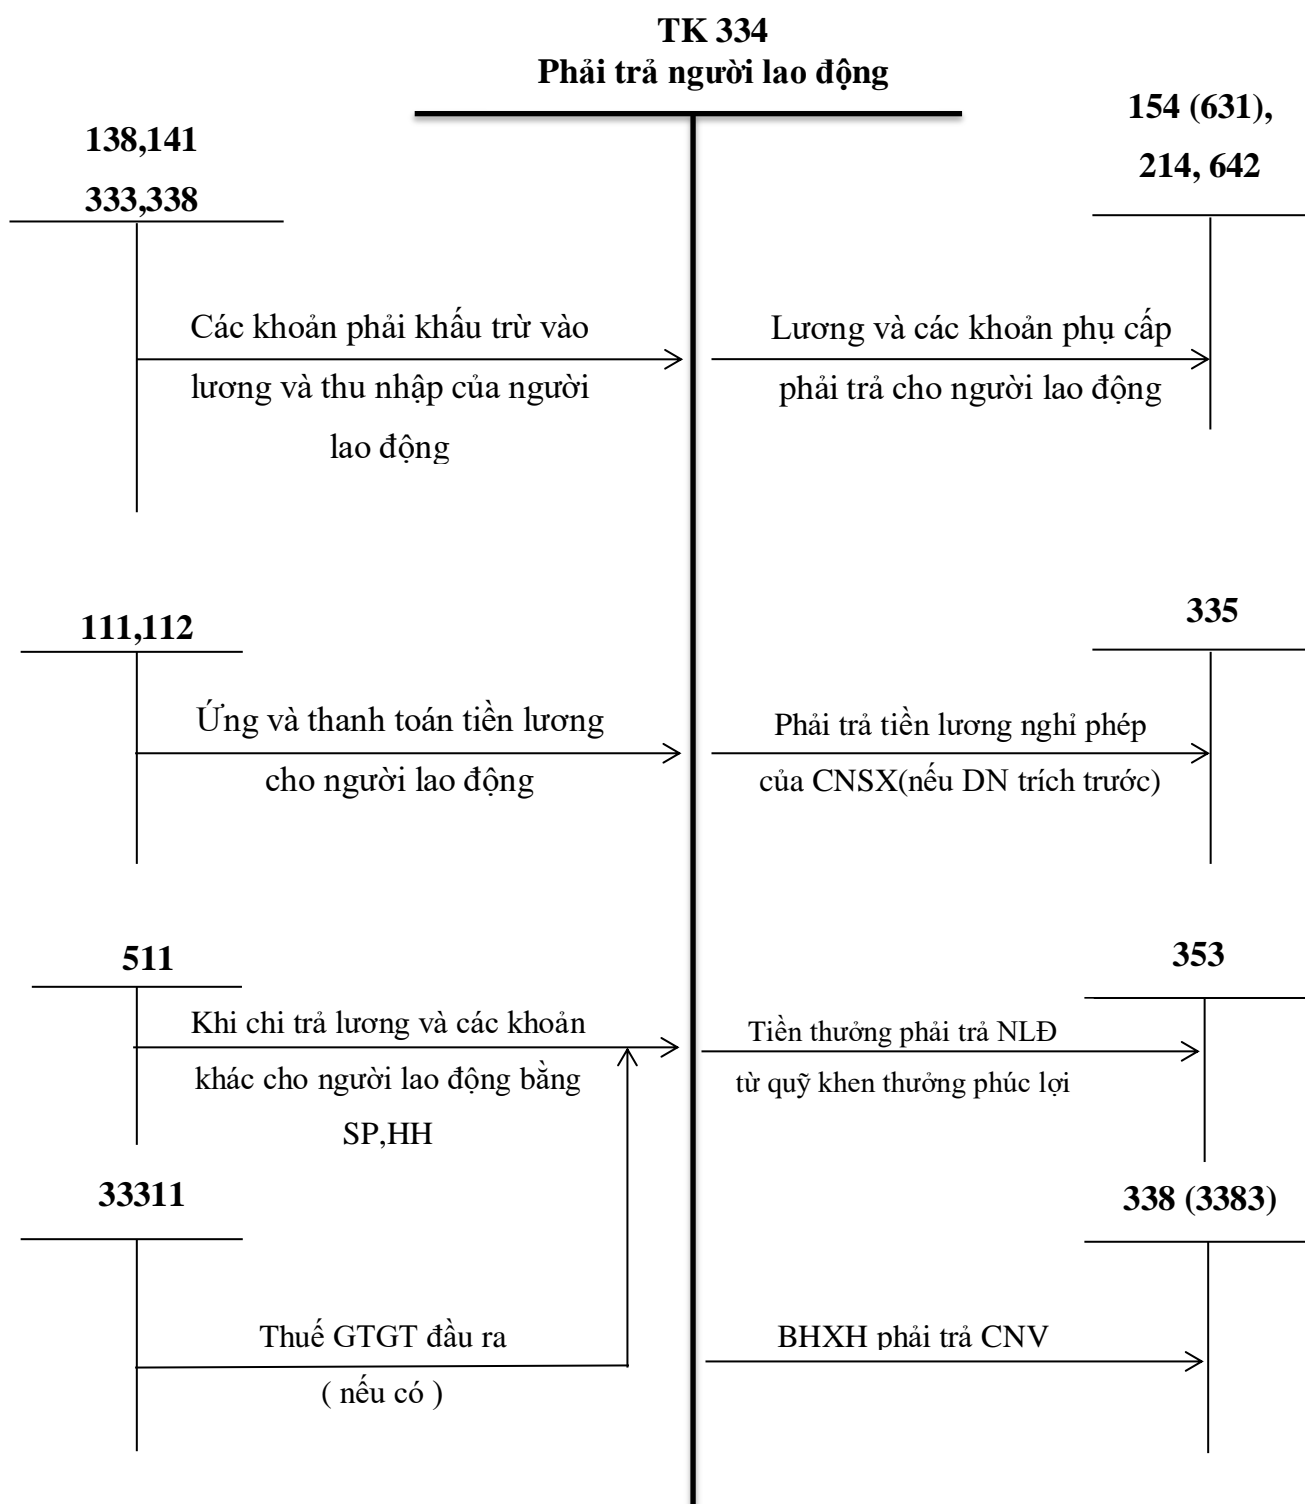 TK 334
Phải trả người lao động
138,141
333,338
154 (631),
214, 642
Các khoản phải khấu trừ vào
lương và thu nhập của người
lao động
Lương và các khoản phụ cấp
phải trả cho người lao động
111,112
335
Ứng và thanh toán tiền lương
cho người lao động
Phải trả tiền lương nghỉ phép
của CNSX(nếu DN trích trước)
511
353
Khi chi trả lương và các khoản
khác cho người lao động bằng
SP,HH
Tiền thưởng phải trả NLĐ
từ quỹ khen thưởng phúc lợi
33311
338 (3383)
Thuế GTGT đầu ra
( nếu có )
BHXH phải trả CNV